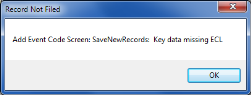 Record Not Filed
Add Event Code Screen: SaveNewRecords:  Key data missing ECL
OK